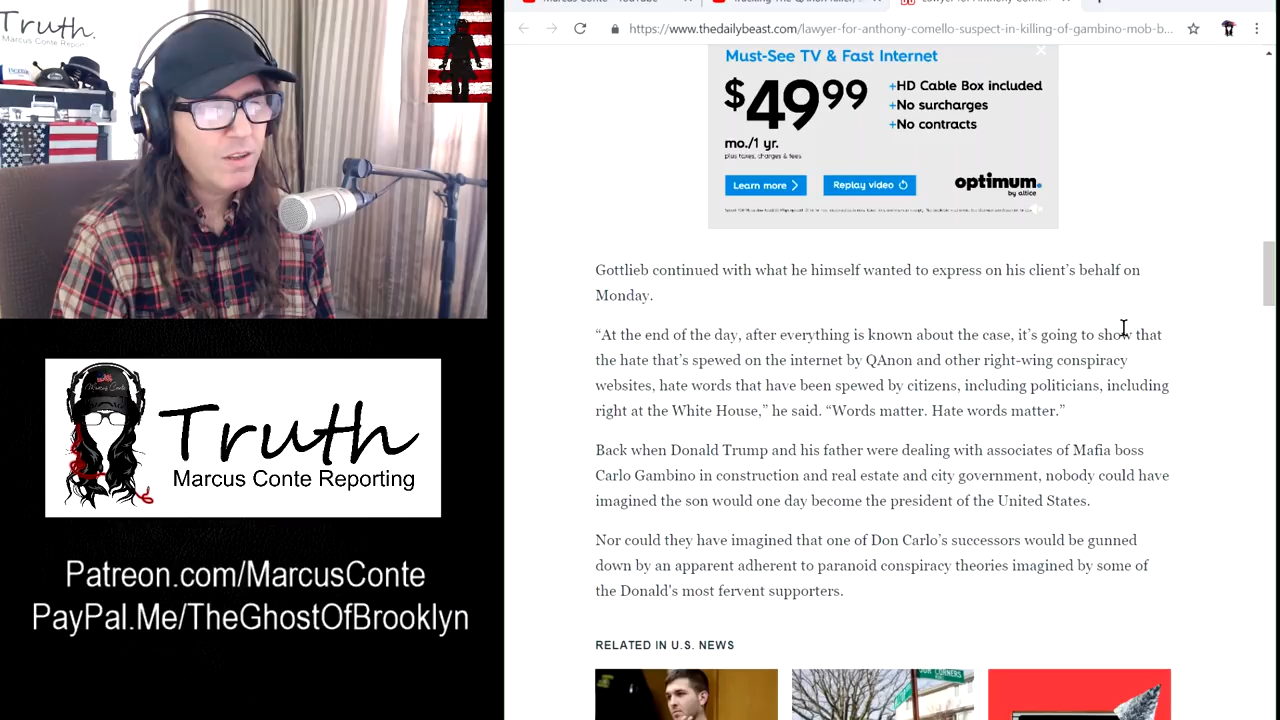 Truth.
Marcus Conte Report
Truth
Marcus Conte Reporting
Patreon.com/MarcusConte
PayPal.Me/TheGhostOfBrooklyn
https://www.thedailybeast.com/lawyer-for-anthony-comello-suspect-in-killing-of-gambino-mob-b...
Must-See TV & Fast Internet
$49.99
mo./1 yr.
plus taxes, charges & fees
+HD Cable Box included
+No surcharges
+No contracts
Learn more
Replay video
optimum.
by altice
Gottlieb continued with what he himself wanted to express on his client’s behalf on
Monday.
“At the end of the day, after everything is known about the case, it’s going to show that
the hate that’s spewed on the internet by QAnon and other right-wing conspiracy
websites, hate words that have been spewed by citizens, including politicians, including
right at the White House,” he said. “Words matter. Hate words matter.”
Back when Donald Trump and his father were dealing with associates of Mafia boss
Carlo Gambino in construction and real estate and city government, nobody could have
imagined the son would one day become the president of the United States.
Nor could they have imagined that one of Don Carlo’s successors would be gunned
down by an apparent adherent to paranoid conspiracy theories imagined by some of
the Donald's most fervent supporters.
RELATED IN U.S. NEWS